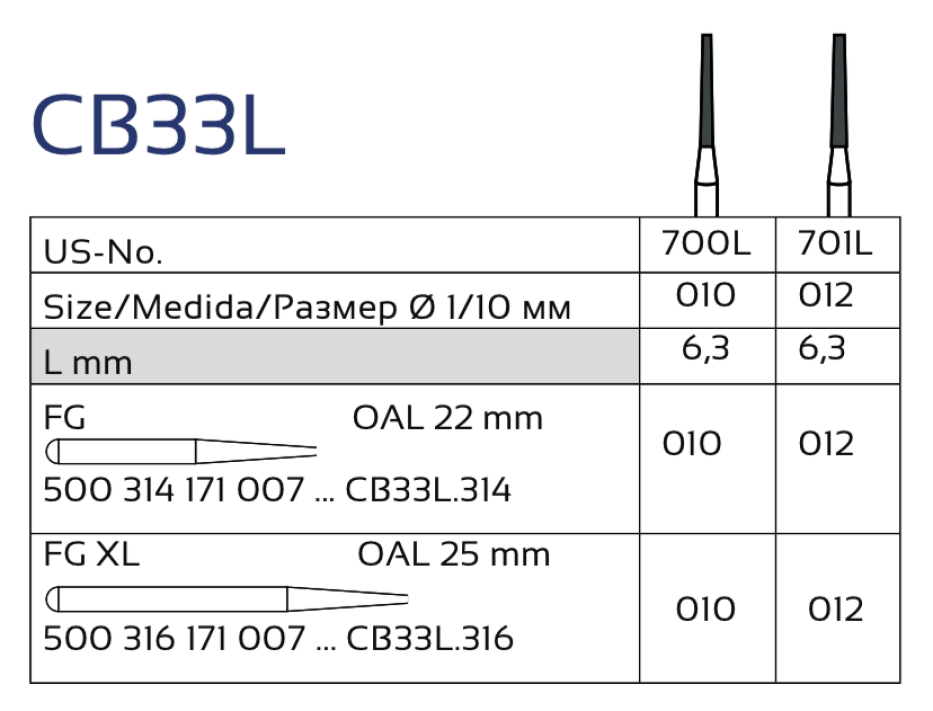 CB33L
US-No. 700L 701L
Size/Medida/Размер Ø 1/10 мм 010 012
L mm 6,3 6,3
FG OAL 22 mm 010 012
500 314 171 007 ... CB33L.314
FG XL OAL 25 mm 010 012
500 316 171 007 ... CB33L.316